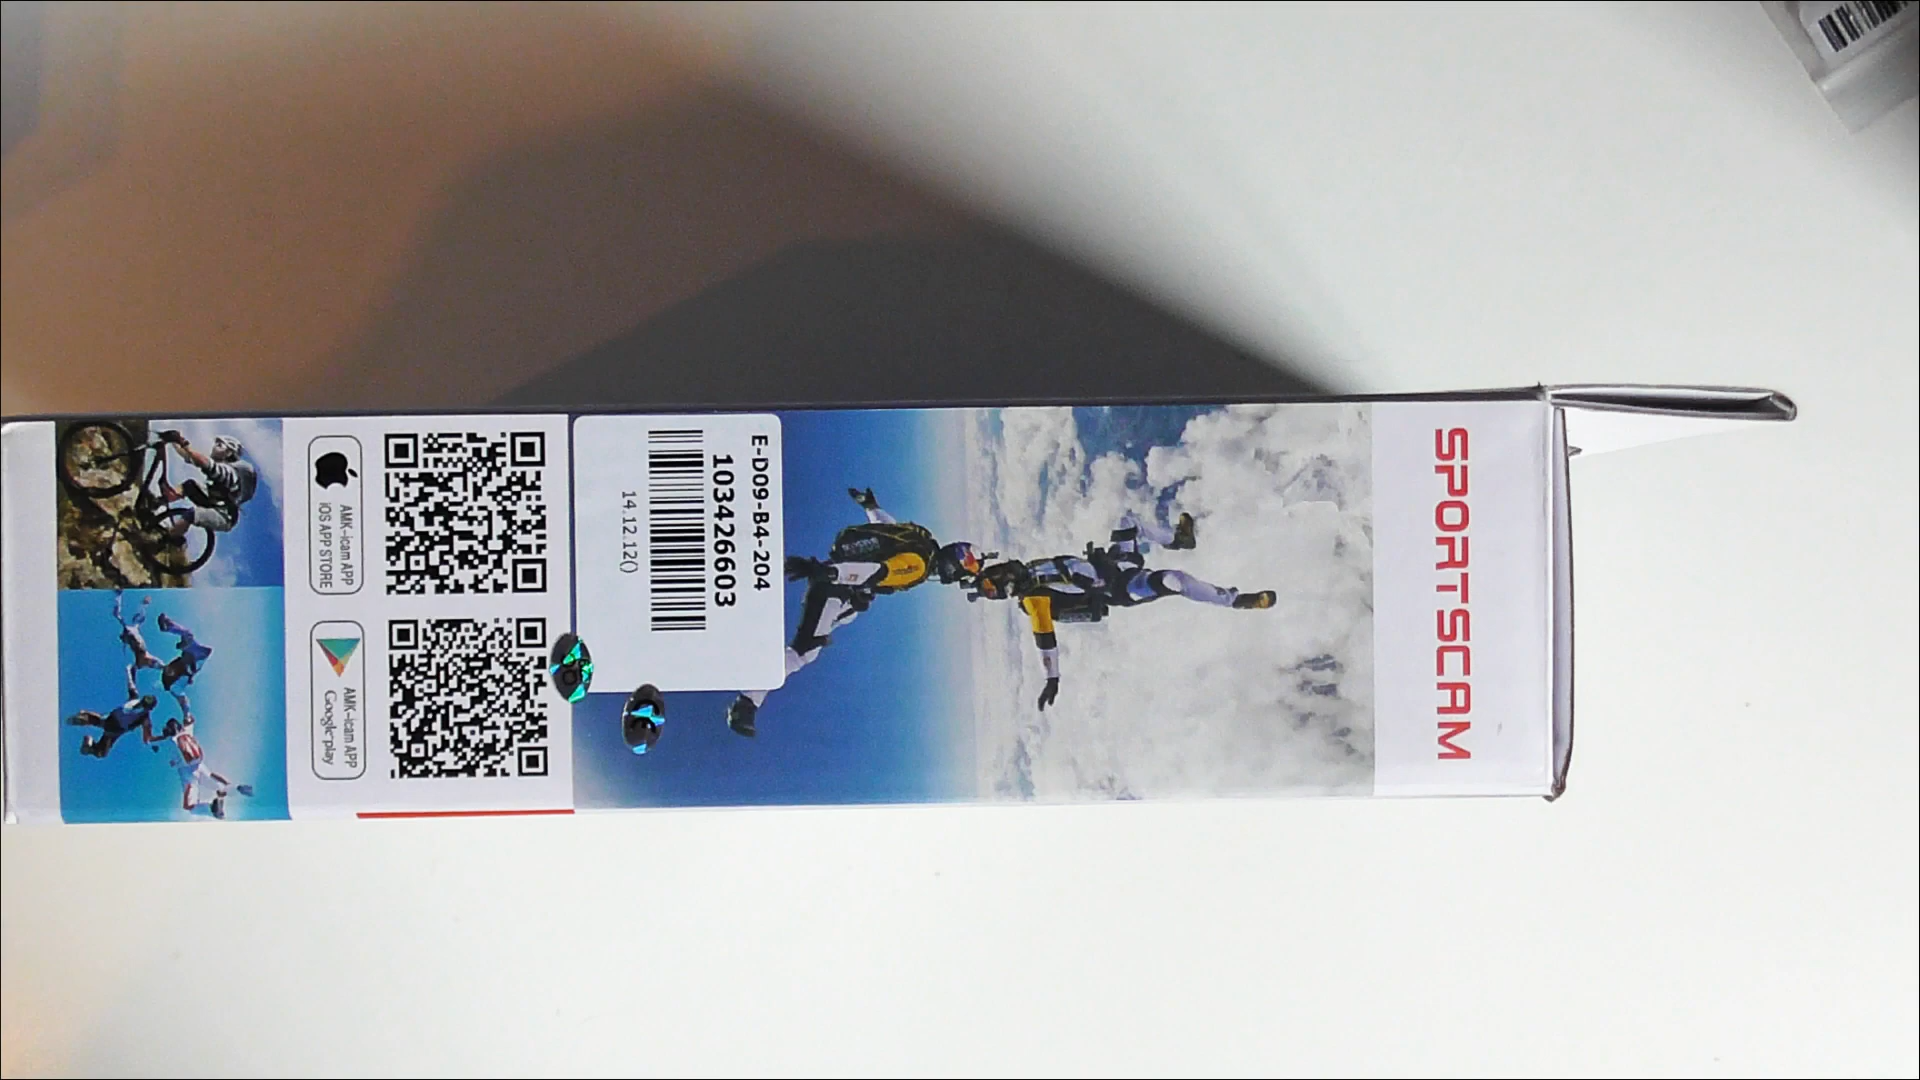 SPORTSCAM
E-D09-B4-204
103426603
14.12.12()
AMK-icam APP
iOS APP STORE
AMK-icam APP
Google play